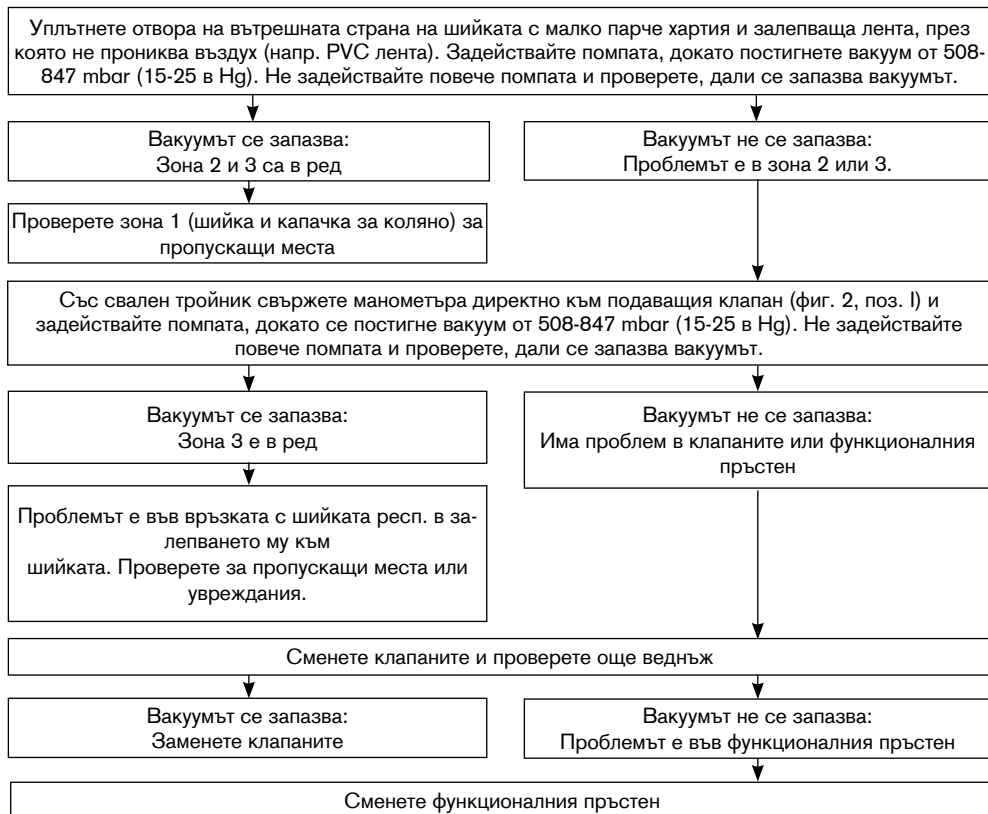 Уплътнете отвора на вътрешната страна на шийката с малко парче хартия и залепваща лента, през
която не прониква въздух (напр. PVC лента). Задействайте помпата, докато постигнете вакуум от 508-
847 mbar (15-25 в Hg). Не задействайте повече помпата и проверете, дали се запазва вакуумът.
Вакуумът се запазва:
Зона 2 и 3 са в ред
Вакуумът не се запазва:
Проблемът е в зона 2 или 3.
Проверете зона 1 (шийка и капачка за коляно) за
пропускащи места
Със свален тройник свържете манометъра директно към подаващия клапан (фиг. 2, поз. I) и
задействайте помпата, докато се постигне вакуум от 508-847 mbar (15-25 в Hg). Не задействайте
повече помпата и проверете, дали се запазва вакуумът.
Вакуумът се запазва:
Зона 3 е в ред
Вакуумът не се запазва:
Има проблем в клапаните или функционалния
пръстен
Проблемът е във връзката с шийката респ. в за-
лепването му към
шийката. Проверете за пропускащи места или
увреждания.
Сменете клапаните и проверете още веднъж
Вакуумът се запазва:
Заменете клапаните
Вакуумът не се запазва:
Проблемът е във функционалния пръстен
Сменете функционалния пръстен